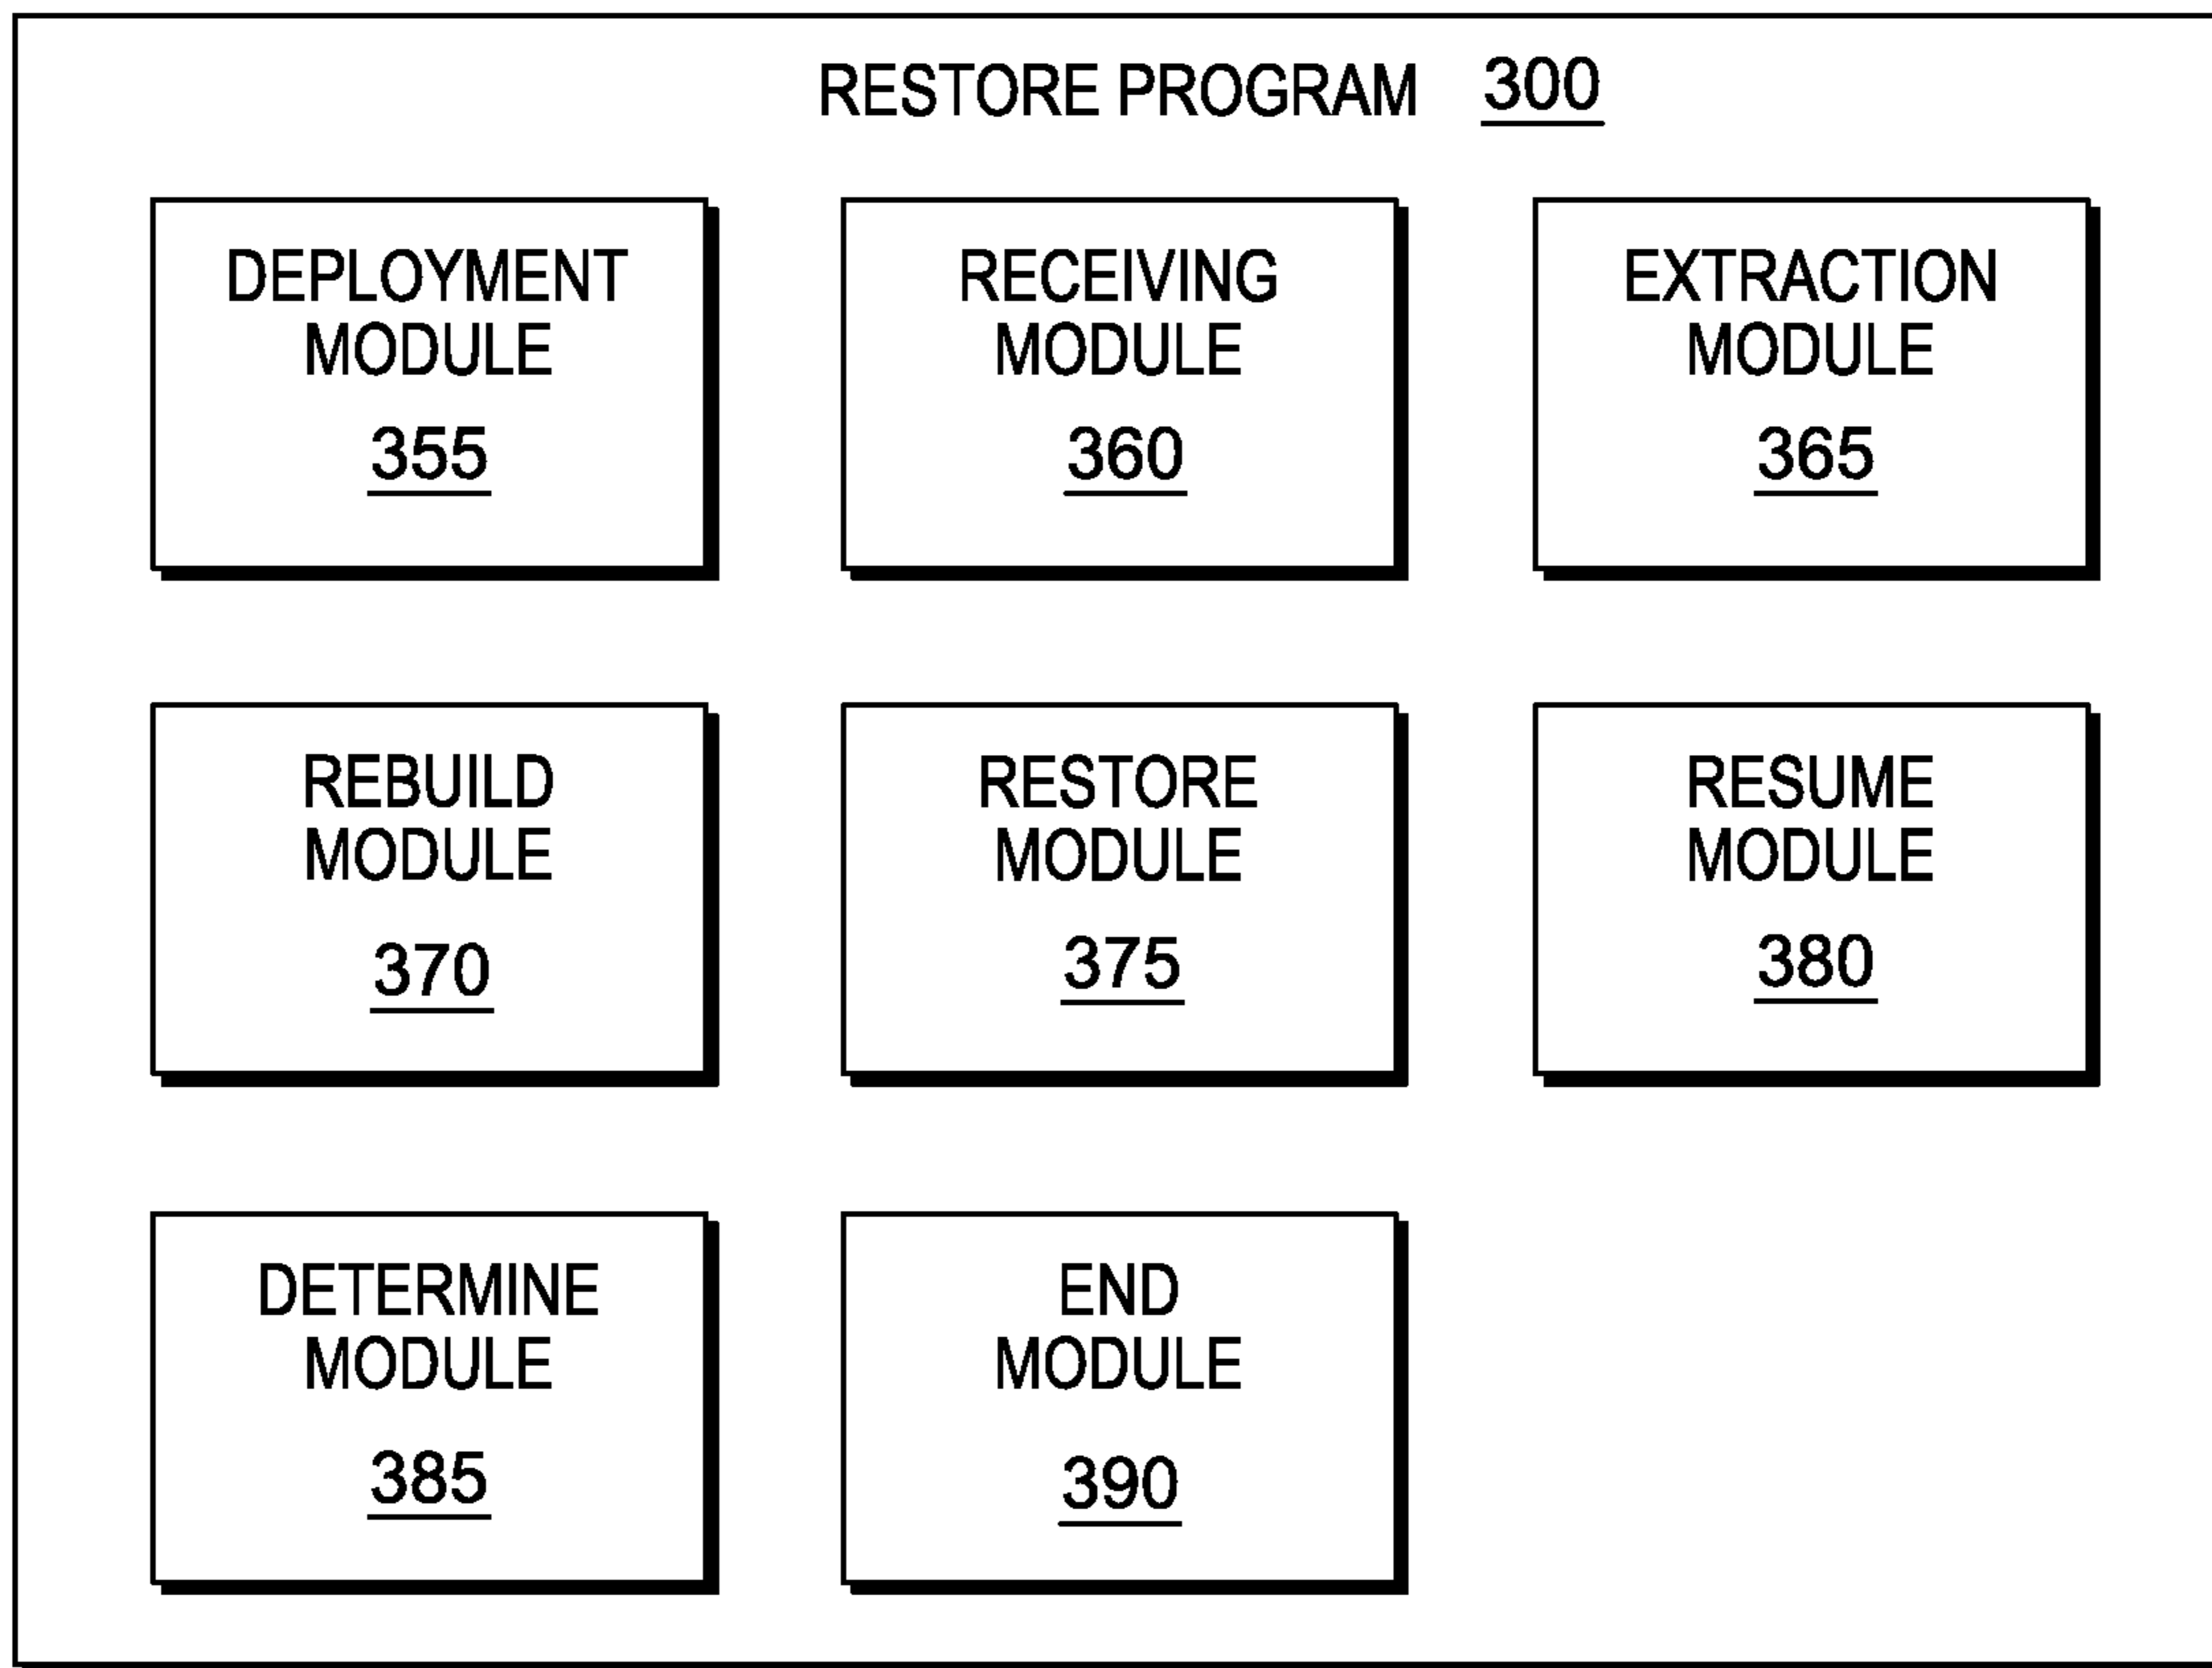 RESTORE PROGRAM 300
DEPLOYMENT
MODULE
355
RECEIVING
MODULE
360
EXTRACTION
MODULE
365
REBUILD
MODULE
370
RESTORE
MODULE
375
RESUME
MODULE
380
DETERMINE
MODULE
385
END
MODULE
390